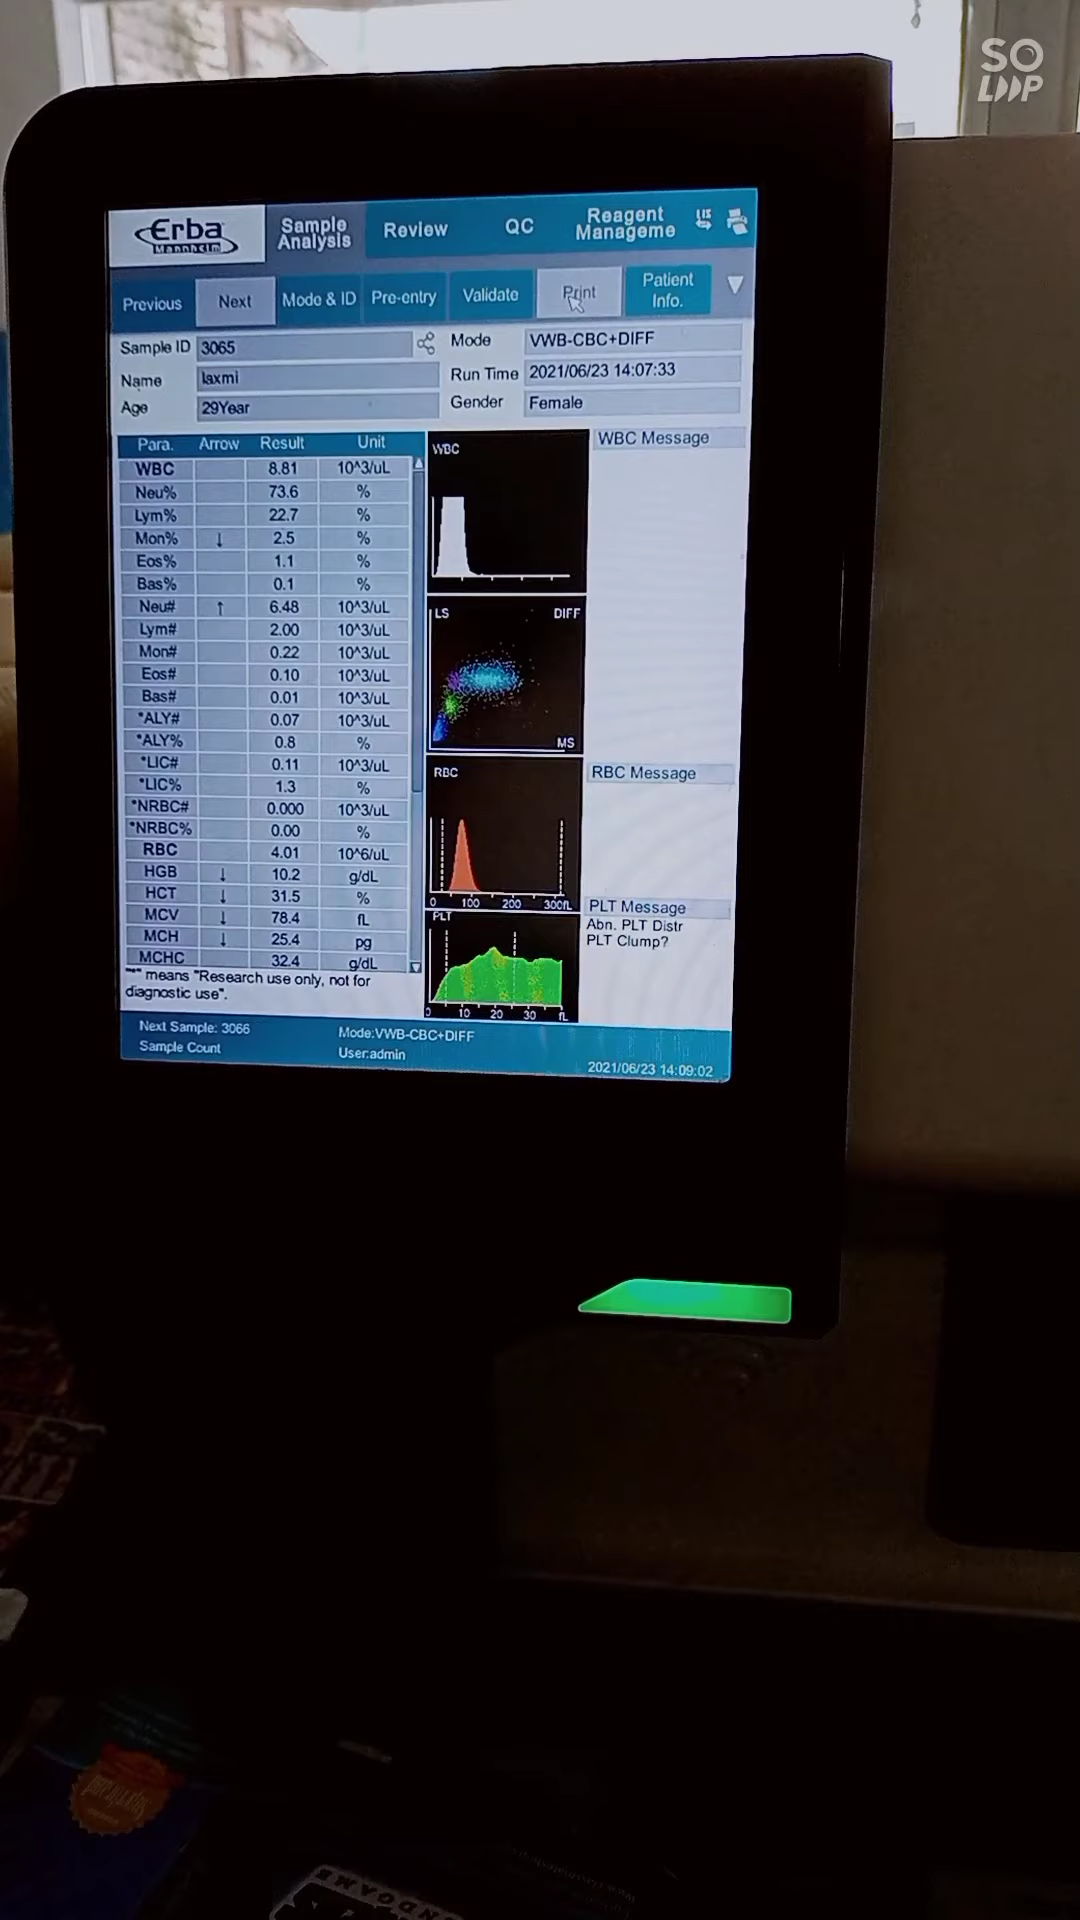 SO
LOOP
Erba
Mannheim
Sample Analysis
Review
QC
Reagent Manageme
LIS
Previous
Next
Mode & ID
Pre-entry
Validate
Print
Patient Info.
Sample ID 3065
Mode VWB-CBC+DIFF
Name laxmi
Run Time 2021/06/23 14:07:33
Age 29Year
Gender Female
Para. Arrow Result Unit
WBC 8.81 10^3/uL
Neu% 73.6 %
Lym% 22.7 %
Mon% ↓ 2.5 %
Eos% 1.1 %
Bas% 0.1 %
Neu# ↑ 6.48 10^3/uL
Lym# 2.00 10^3/uL
Mon# 0.22 10^3/uL
Eos# 0.10 10^3/uL
Bas# 0.01 10^3/uL
*ALY# 0.07 10^3/uL
*ALY% 0.8 %
*LIC# 0.11 10^3/uL
*LIC% 1.3 %
*NRBC# 0.000 10^3/uL
*NRBC% 0.00 %
RBC 4.01 10^6/uL
HGB ↓ 10.2 g/dL
HCT ↓ 31.5 %
MCV ↓ 78.4 fL
MCH ↓ 25.4 pg
MCHC 32.4 g/dL
"*" means "Research use only, not for
diagnostic use".
WBC
WBC Message
LS DIFF
MS
RBC
0 100 200 300fL
RBC Message
PLT
0 10 20 30 fL
PLT Message
Abn. PLT Distr
PLT Clump?
Next Sample: 3066
Mode:VWB-CBC+DIFF
Sample Count
User:admin
2021/06/23 14:09:02